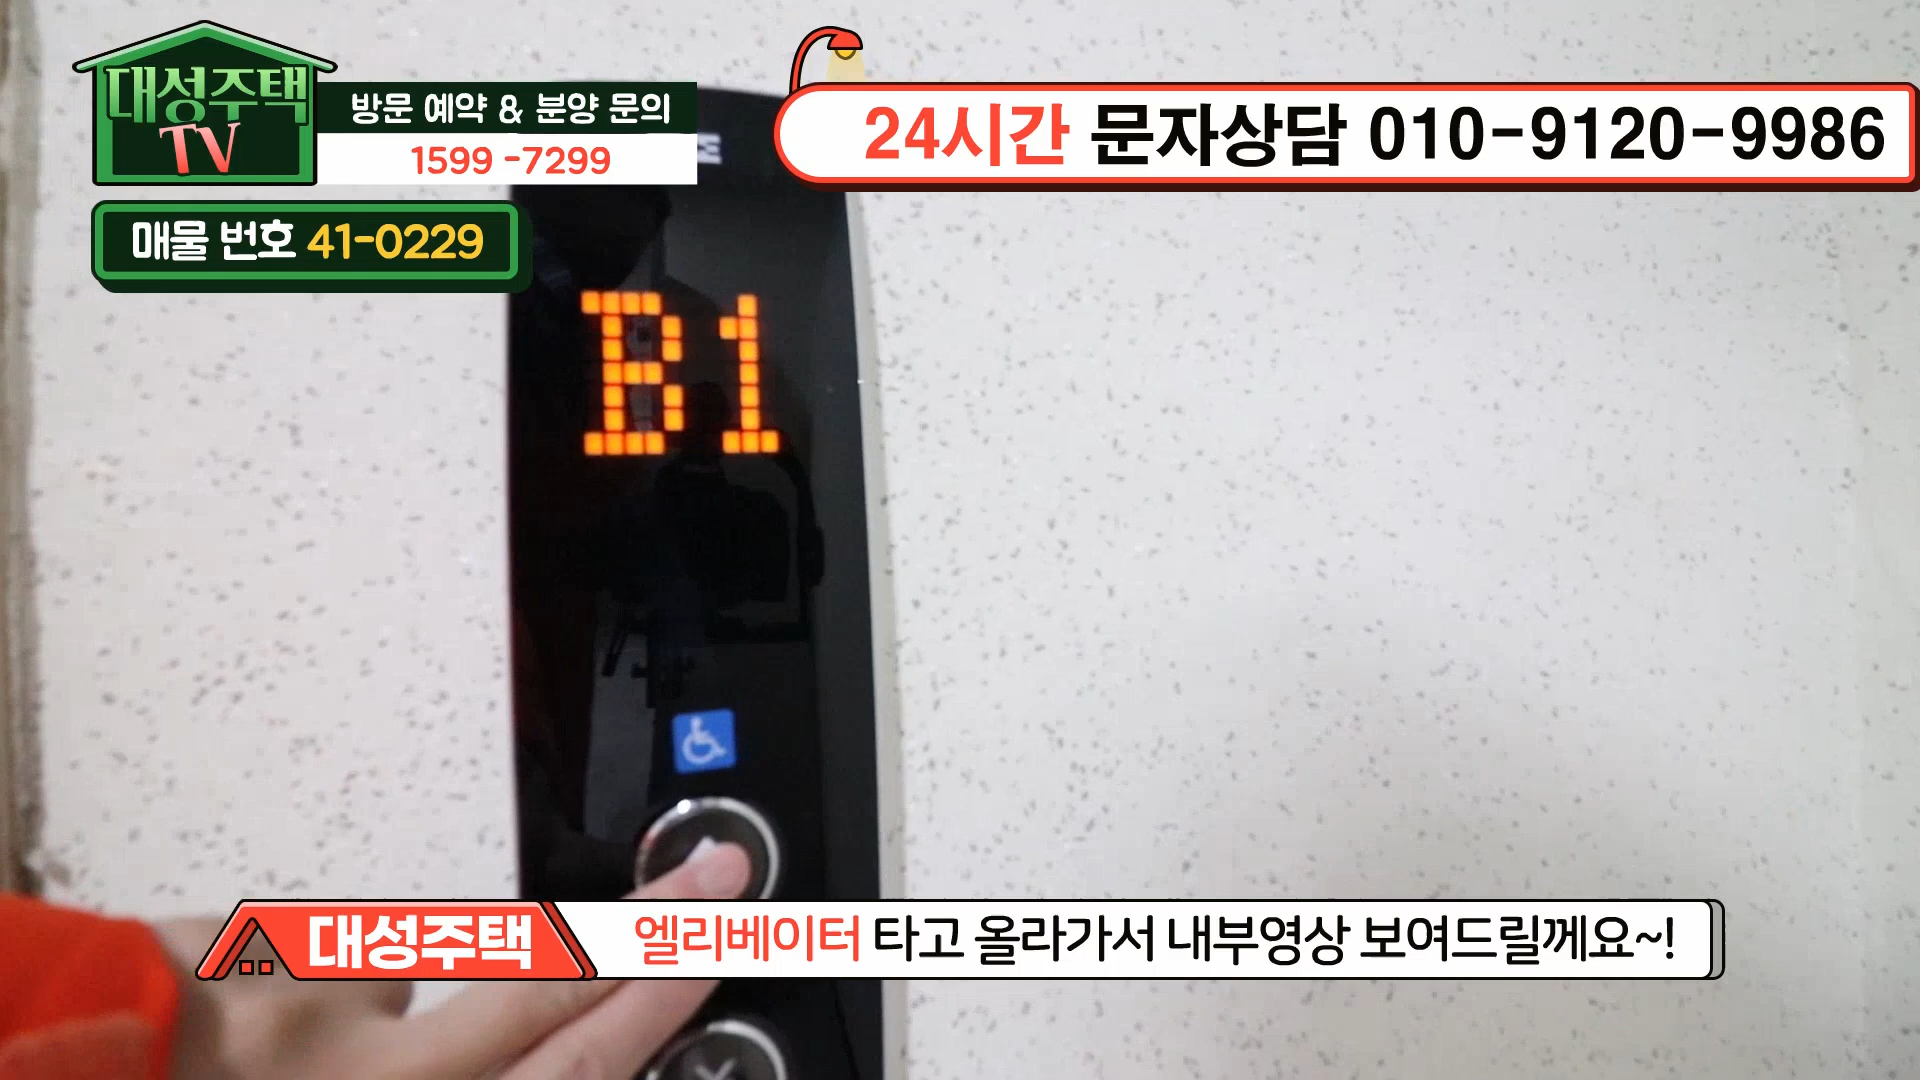 대성주택
TV
방문 예약 & 분양 문의
1599 -7299
24시간 문자상담 010-9120-9986
매물 번호 41-0229
B1
대성주택
엘리베이터 타고 올라가서 내부영상 보여드릴께요~!